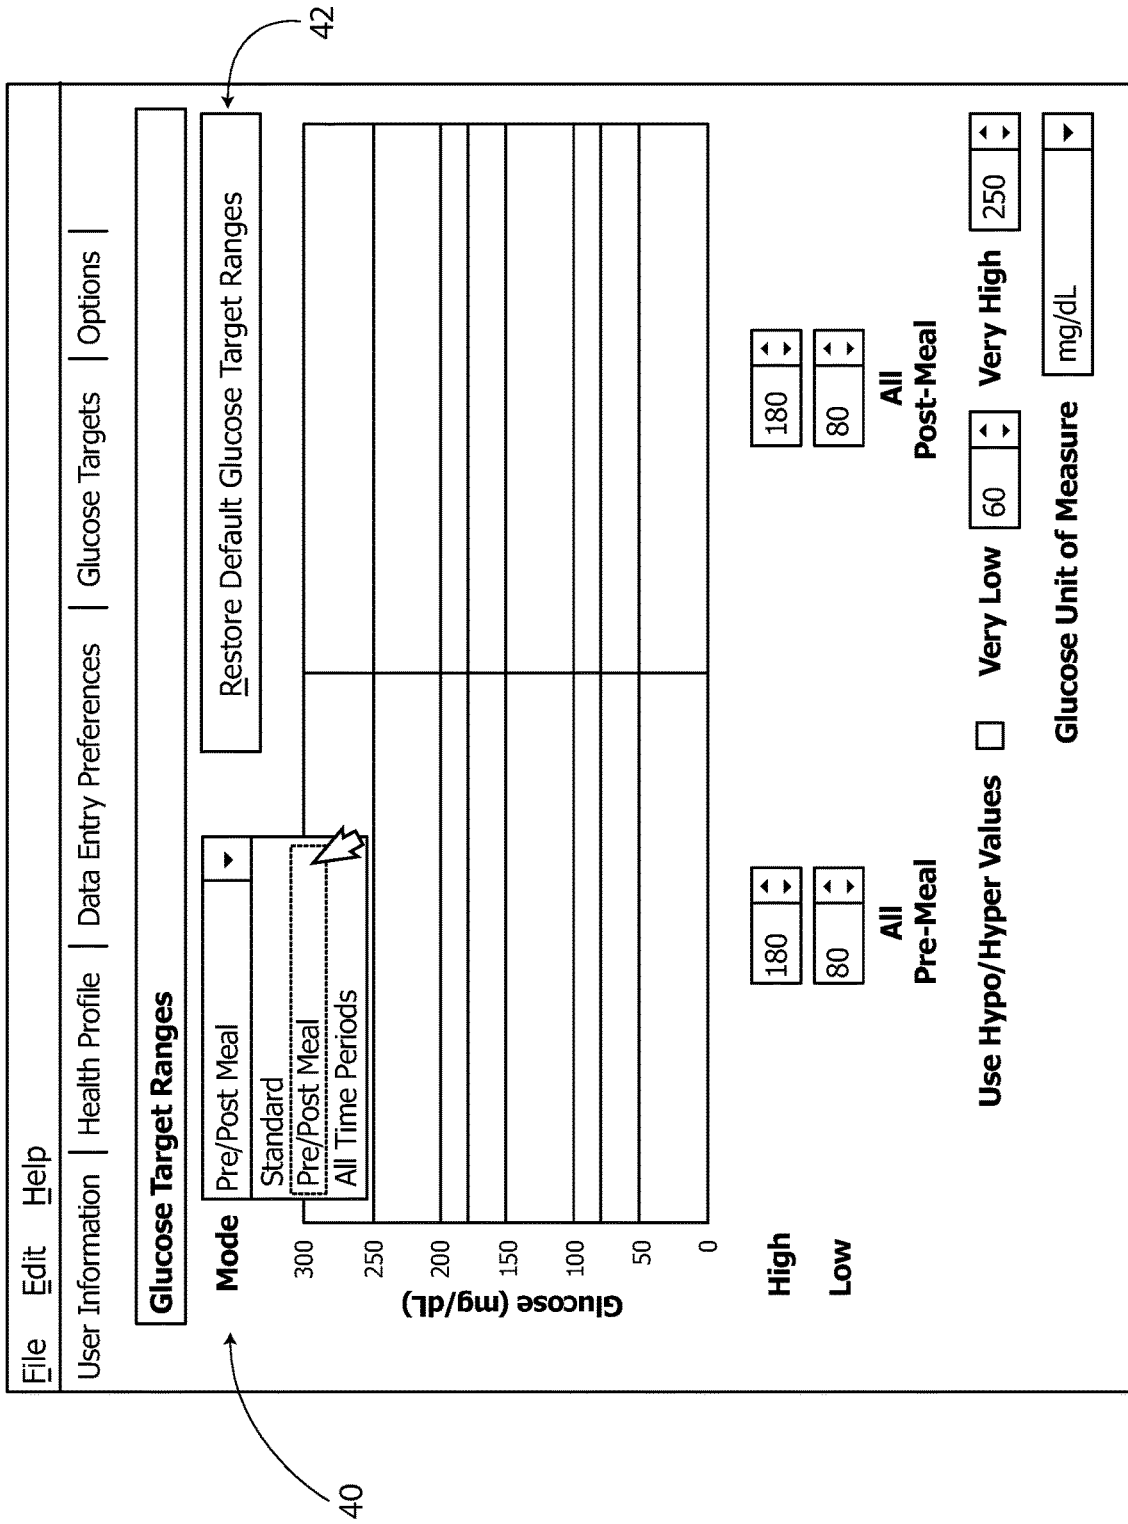 File Edit Help
User Information | Health Profile | Data Entry Preferences | Glucose Targets | Options |
Glucose Target Ranges
40
Mode
Pre/Post Meal
Restore Default Glucose Target Ranges
42
Standard
Pre/Post Meal
All Time Periods
Glucose (mg/dL)
300
250
200
150
100
50
0
High 180 180
Low 80 80
All All
Pre-Meal Post-Meal
Use Hypo/Hyper Values Very Low 60 Very High 250
Glucose Unit of Measure mg/dL